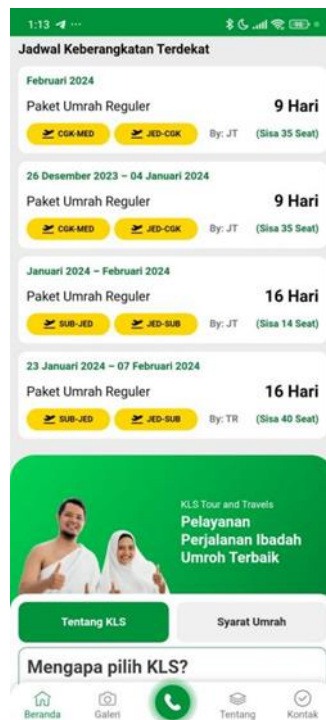 1:13
Jadwal Keberangkatan Terdekat
Februari 2024
Paket Umrah Reguler 9 Hari
CGK-MED JED-CGK By: JT (Sisa 35 Seat)
26 Desember 2023 – 04 Januari 2024
Paket Umrah Reguler 9 Hari
CGK-MED JED-CGK By: JT (Sisa 35 Seat)
Januari 2024 – Februari 2024
Paket Umrah Reguler 16 Hari
SUB-JED JED-SUB By: JT (Sisa 14 Seat)
23 Januari 2024 – 07 Februari 2024
Paket Umrah Reguler 16 Hari
SUB-JED JED-SUB By: TR (Sisa 40 Seat)
KLS Tour and Travels
Pelayanan
Perjalanan Ibadah
Umroh Terbaik
Tentang KLS Syarat Umrah
Mengapa pilih KLS?
Beranda Galeri Tentang Kontak